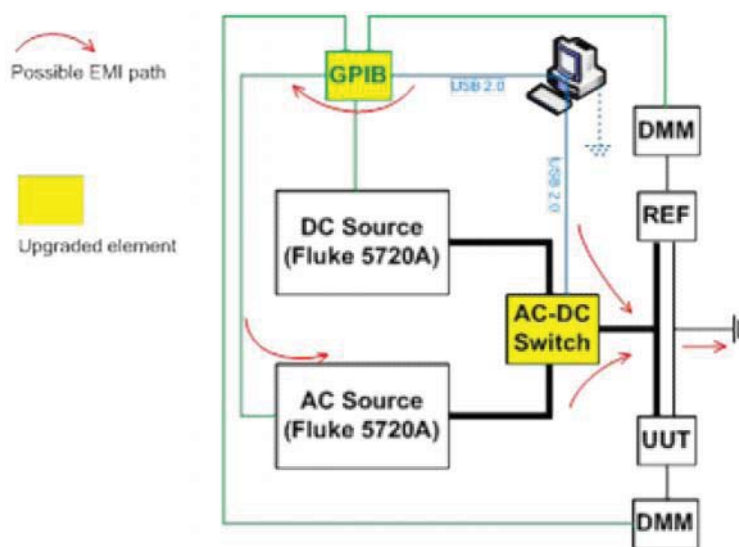 Possible EMI path
Upgraded element
GPIB
USB 2.0
USB 2.0
DMM
REF
DC Source
(Fluke 5720A)
AC-DC
Switch
AC Source
(Fluke 5720A)
UUT
DMM